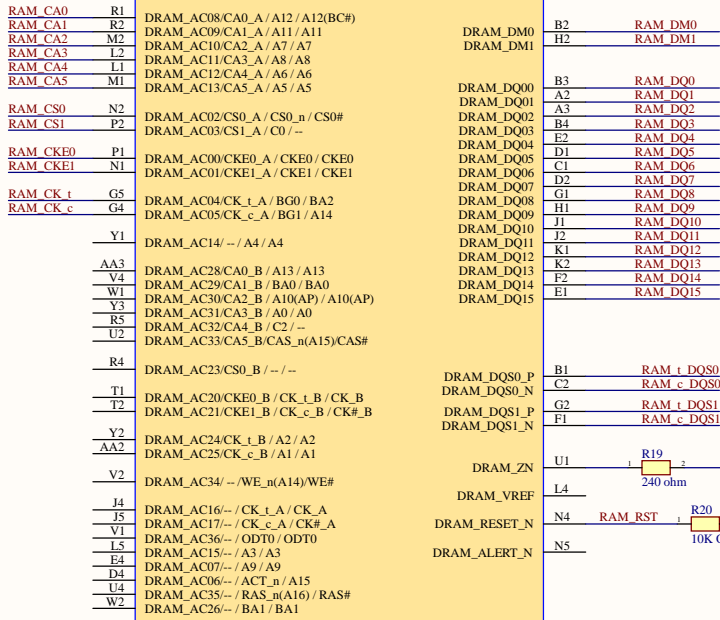 RAM_CA0 R1 DRAM_AC08/CA0_A / A12 / A12(BC#)
RAM_CA1 R2 DRAM_AC09/CA1_A / A11 / A11 DRAM_DM0 B2 RAM_DM0
RAM_CA2 M2 DRAM_AC10/CA2_A / A7 / A7 DRAM_DM1 H2 RAM_DM1
RAM_CA3 L2 DRAM_AC11/CA3_A / A8 / A8
RAM_CA4 L1 DRAM_AC12/CA4_A / A6 / A6
RAM_CA5 M1 DRAM_AC13/CA5_A / A5 / A5 DRAM_DQ00 B3 RAM_DQ0
DRAM_DQ01 A2 RAM_DQ1
RAM_CS0 N2 DRAM_AC02/CS0_A / CS0_n / CS0# DRAM_DQ02 A3 RAM_DQ2
RAM_CS1 P2 DRAM_AC03/CS1_A / C0 / -- DRAM_DQ03 B4 RAM_DQ3
DRAM_DQ04 E2 RAM_DQ4
RAM_CKE0 P1 DRAM_AC00/CKE0_A / CKE0 / CKE0 DRAM_DQ05 D1 RAM_DQ5
RAM_CKE1 N1 DRAM_AC01/CKE1_A / CKE1 / CKE1 DRAM_DQ06 C1 RAM_DQ6
DRAM_DQ07 D2 RAM_DQ7
RAM_CK_t G5 DRAM_AC04/CK_t_A / BG0 / BA2 DRAM_DQ08 G1 RAM_DQ8
RAM_CK_c G4 DRAM_AC05/CK_c_A / BG1 / A14 DRAM_DQ09 H1 RAM_DQ9
DRAM_DQ10 J1 RAM_DQ10
Y1 DRAM_AC14/ -- / A4 / A4 DRAM_DQ11 J2 RAM_DQ11
DRAM_DQ12 K1 RAM_DQ12
AA3 DRAM_AC28/CA0_B / A13 / A13 DRAM_DQ13 K2 RAM_DQ13
V4 DRAM_AC29/CA1_B / BA0 / BA0 DRAM_DQ14 F2 RAM_DQ14
W1 DRAM_AC30/CA2_B / A10(AP) / A10(AP) DRAM_DQ15 E1 RAM_DQ15
Y3 DRAM_AC31/CA3_B / A0 / A0
R5 DRAM_AC32/CA4_B / C2 / --
U2 DRAM_AC33/CA5_B/CAS_n(A15)/CAS#
R4 DRAM_AC23/CS0_B / -- / -- DRAM_DQS0_P B1 RAM_t_DQS0
DRAM_DQS0_N C2 RAM_c_DQS0
T1 DRAM_AC20/CKE0_B / CK_t_B / CK_B
T2 DRAM_AC21/CKE1_B / CK_c_B / CK#_B DRAM_DQS1_P G2 RAM_t_DQS1
DRAM_DQS1_N F1 RAM_c_DQS1
Y2 DRAM_AC24/CK_t_B / A2 / A2
AA2 DRAM_AC25/CK_c_B / A1 / A1
R19
DRAM_ZN U1 1 2
V2 DRAM_AC34/ --/WE_n(A14)/WE# 240 ohm
DRAM_VREF L4
J4 DRAM_AC16/-- / CK_t_A / CK_A R20
J5 DRAM_AC17/-- / CK_c_A / CK#_A DRAM_RESET_N N4 RAM_RST 1
V1 DRAM_AC36/-- / ODT0 / ODT0 10K
L5 DRAM_AC15/-- / A3 / A3 DRAM_ALERT_N N5
E4 DRAM_AC07/-- / A9 / A9
D4 DRAM_AC06/-- / ACT_n / A15
U4 DRAM_AC35/-- / RAS_n(A16) / RAS#
W2 DRAM_AC26/-- / BA1 / BA1